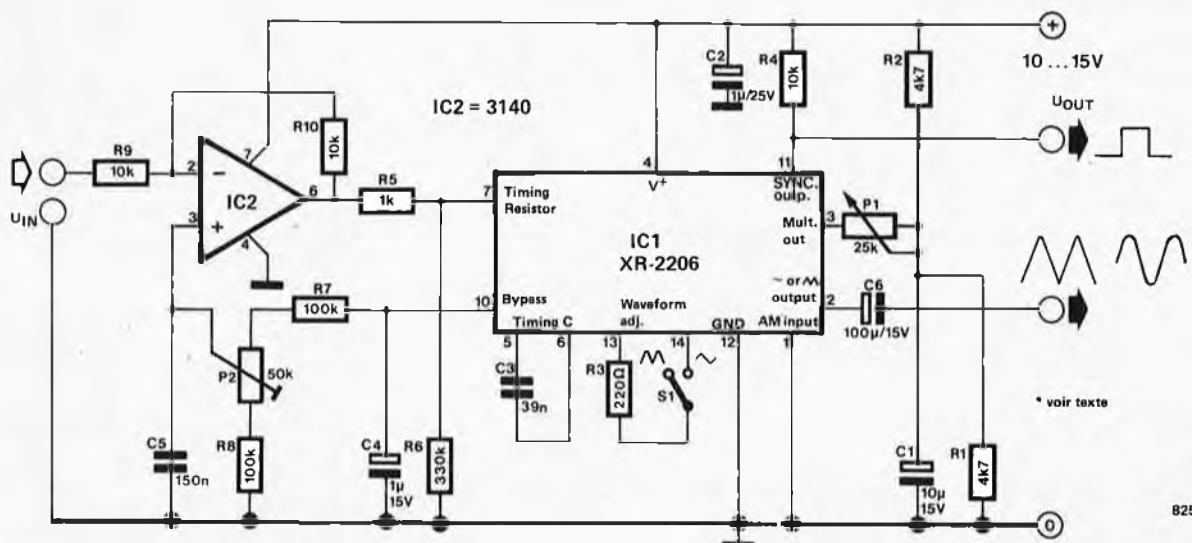 IC2 = 3140
R9
10k
UIN
2
−
3
+
IC2
7
6
4
R10
10k
R5
1k
R7
100k
P2
50k
R8
100k
C5
150n
C4
1µ
15V
R6
330k
7
Timing
Resistor
10
Bypass
Timing C
5
6
C3
39n
IC1
XR-2206
Waveform
adj.
13
14
R3
220Ω
S1
4
V+
11
SYNC.
outp.
3
Mult.
out
~ or
output
2
GND
12
AM input
1
C2
1µ/25V
R4
10k
R2
4k7
P1
25k
C6
100µ/15V
C1
10µ
15V
R1
4k7
+
10 ... 15V
UOUT
* voir texte
0
825